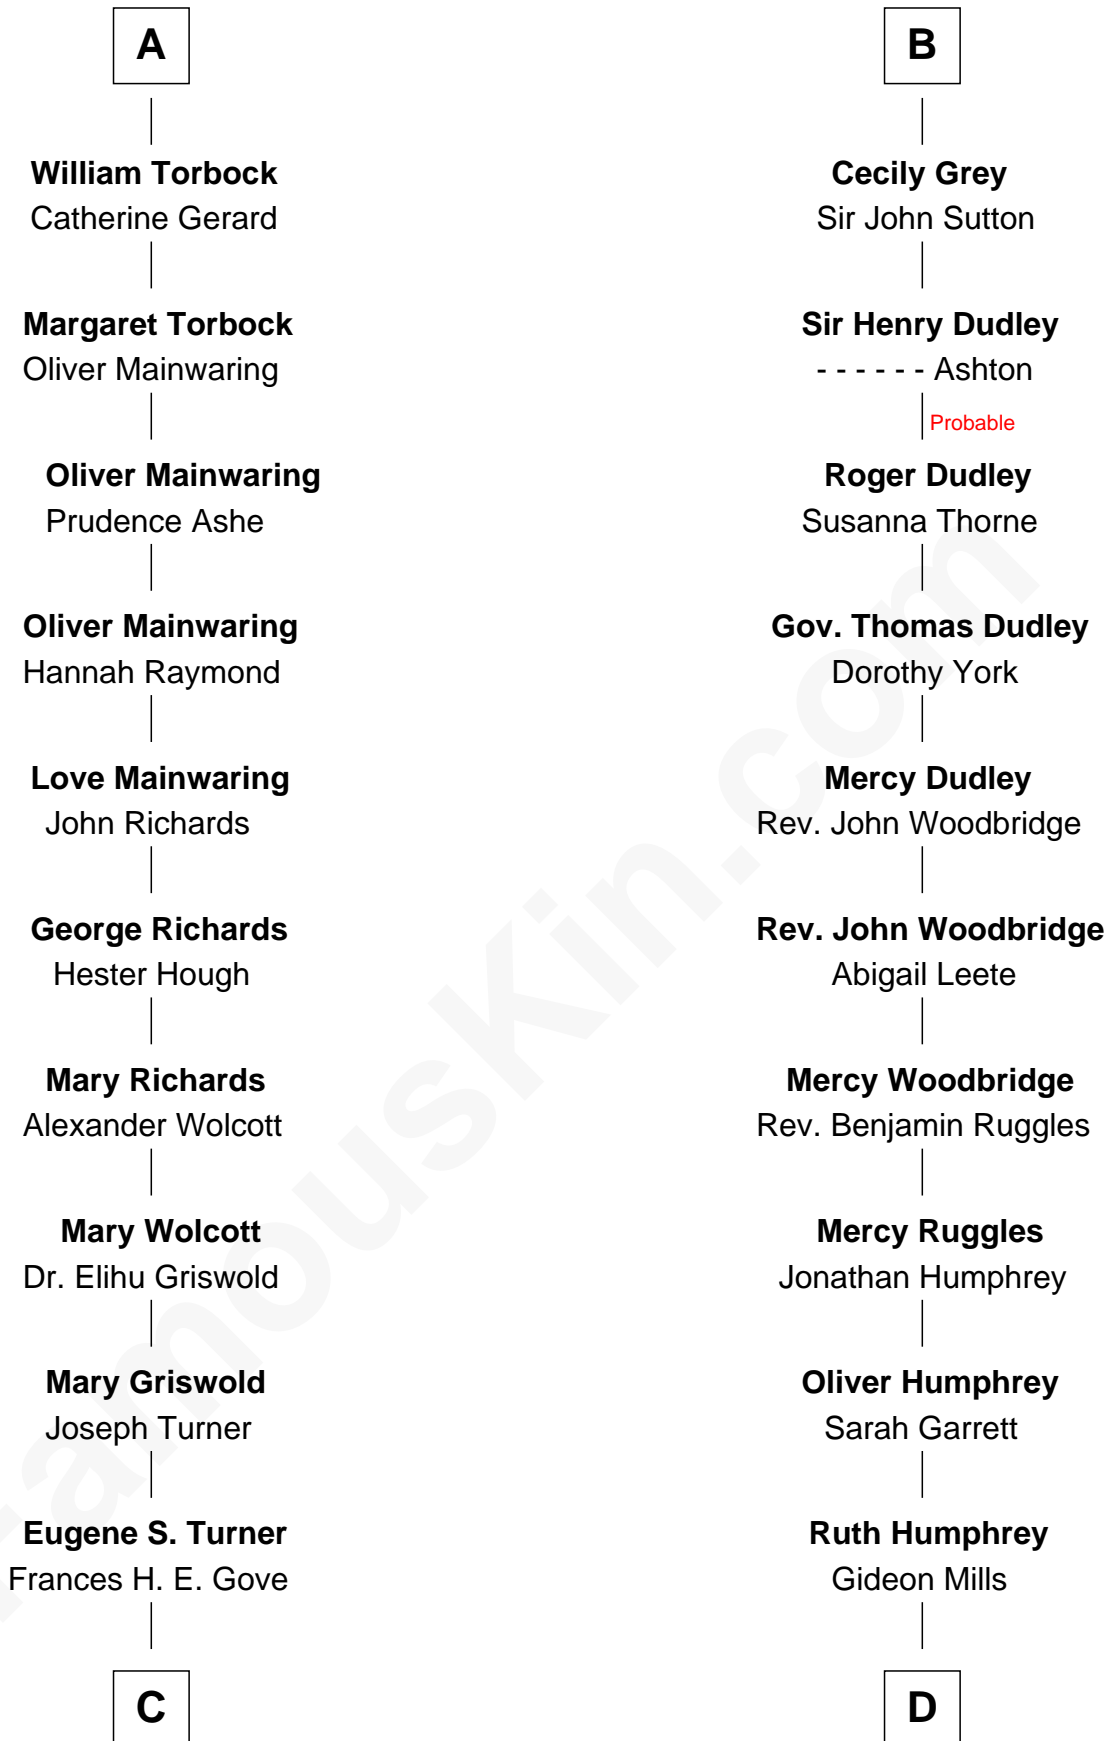 A
William Torbock
Catherine Gerard
Margaret Torbock
Oliver Mainwaring
Oliver Mainwaring
Prudence Ashe
Oliver Mainwaring
Hannah Raymond
Love Mainwaring
John Richards
George Richards
Hester Hough
Mary Richards
Alexander Wolcott
Mary Wolcott
Dr. Elihu Griswold
Mary Griswold
Joseph Turner
Eugene S. Turner
Frances H. E. Gove
C
B
Cecily Grey
Sir John Sutton
Sir Henry Dudley
- - - - - - Ashton
Probable
Roger Dudley
Susanna Thorne
Gov. Thomas Dudley
Dorothy York
Mercy Dudley
Rev. John Woodbridge
Rev. John Woodbridge
Abigail Leete
Mercy Woodbridge
Rev. Benjamin Ruggles
Mercy Ruggles
Jonathan Humphrey
Oliver Humphrey
Sarah Garrett
Ruth Humphrey
Gideon Mills
D
FamousKin.com